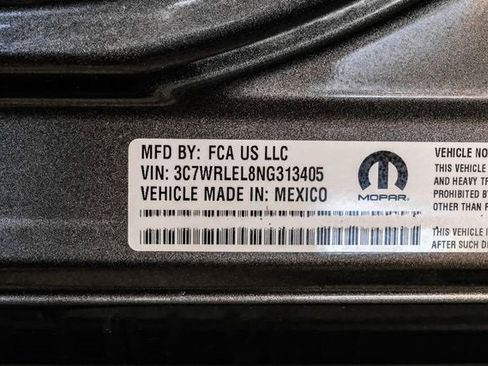 MFD BY: FCA US LLC
VIN: 3C7WRLEL8NG313405
VEHICLE MADE IN: MEXICO
MOPAR
VEHICLE NO
THIS VEHICLE
AND HEAVY TR
PROHIBITED B
OTHER THAN F
THIS VEHICLE I
AFTER SUCH D